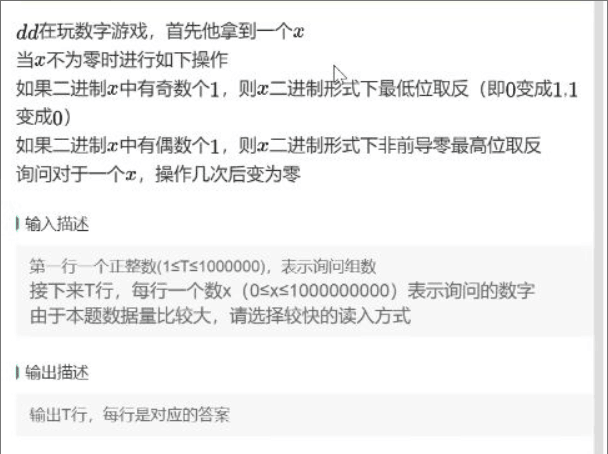 dd在玩数字游戏，首先他拿到一个x
当x不为零时进行如下操作
如果二进制x中有奇数个1，则x二进制形式下最低位取反（即0变成1,1
变成0）
如果二进制x中有偶数个1，则x二进制形式下非前导零最高位取反
询问对于一个x，操作几次后变为零
输入描述
第一行一个正整数(1≤T≤1000000)，表示询问组数
接下来T行，每行一个数x（0≤x≤1000000000）表示询问的数字
由于本题数据量比较大，请选择较快的读入方式
输出描述
输出T行，每行是对应的答案